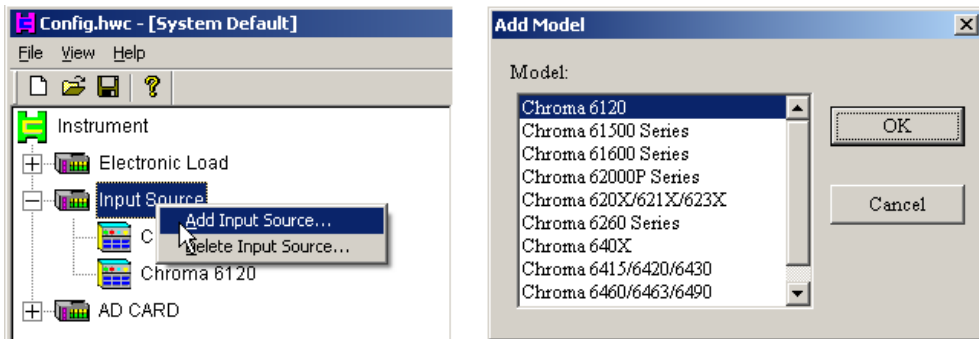 Config.hwc - [System Default]
File View Help
Instrument
Electronic Load
Input Source
Add Input Source...
C
Delete Input Source...
Chroma 6120
AD CARD
Add Model
Model:
Chroma 6120
Chroma 61500 Series
Chroma 61600 Series
Chroma 62000P Series
Chroma 620X/621X/623X
Chroma 6260 Series
Chroma 640X
Chroma 6415/6420/6430
Chroma 6460/6463/6490
OK
Cancel